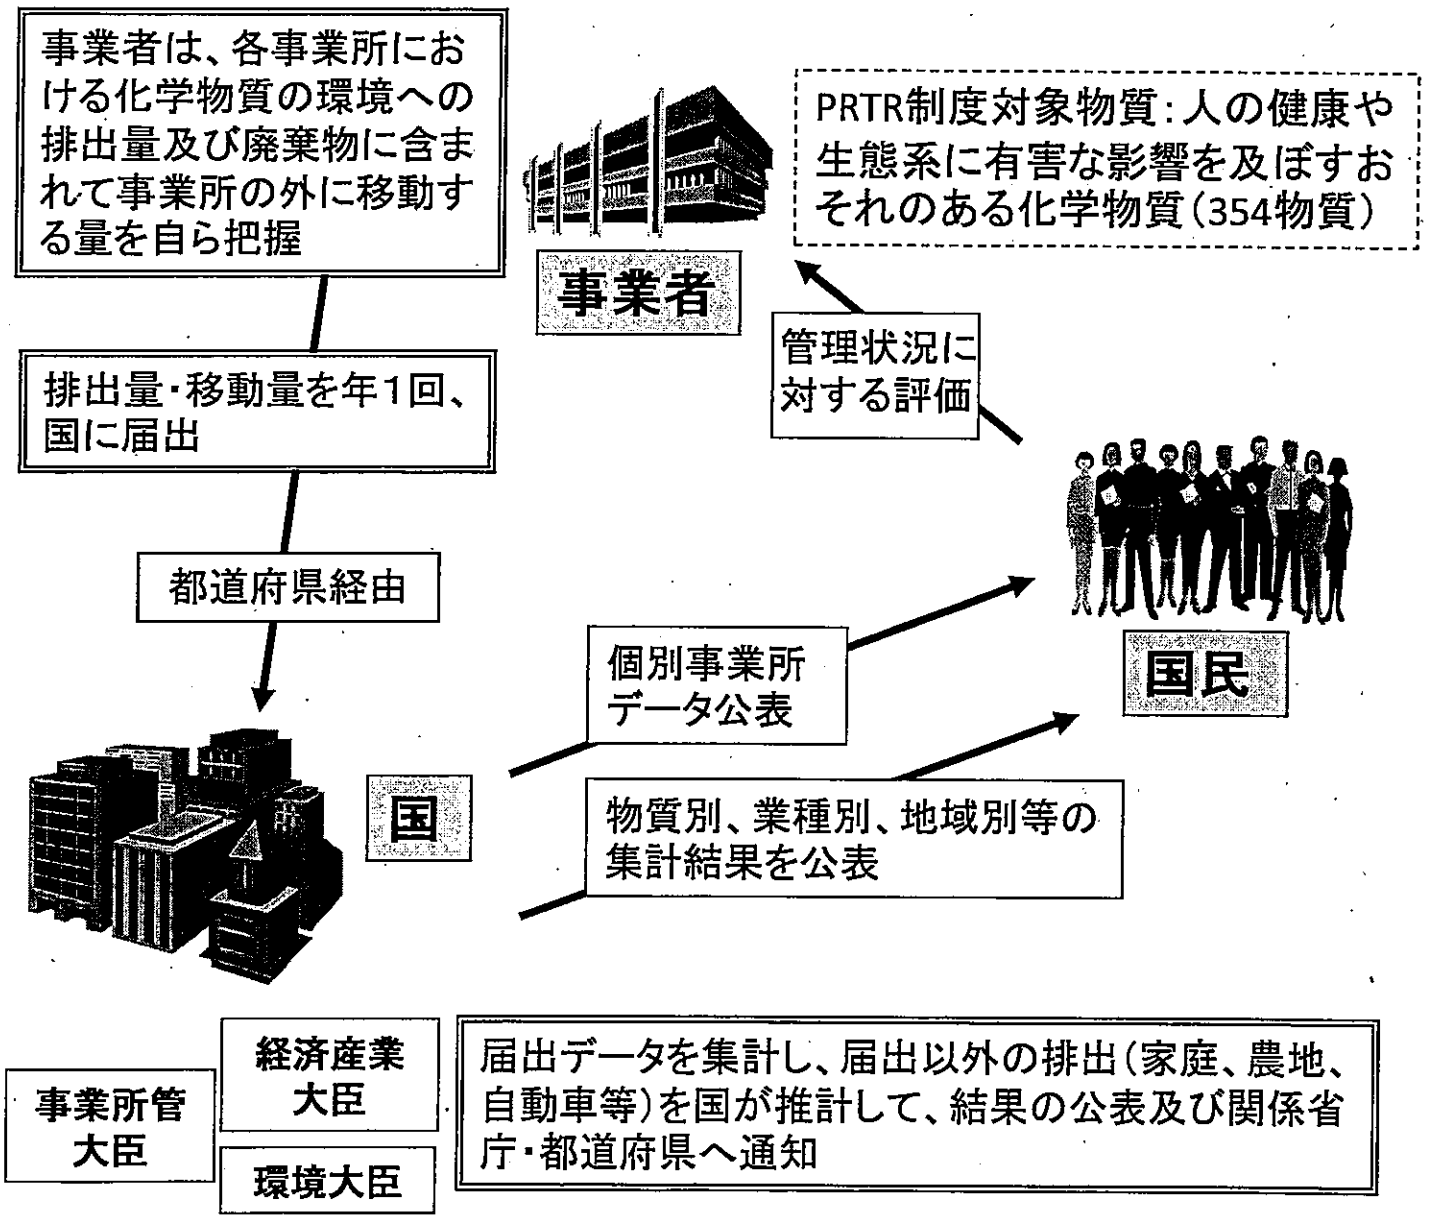 事業者は、各事業所にお
ける化学物質の環境への
排出量及び廃棄物に含ま
れて事業所の外に移動す
る量を自ら把握
事業者
PRTR制度対象物質：人の健康や
生態系に有害な影響を及ぼすお
それのある化学物質（354物質）
管理状況に
対する評価
排出量・移動量を年１回、
国に届出
都道府県経由
国民
個別事業所
データ公表
国
物質別、業種別、地域別等の
集計結果を公表
事業所管
大臣
経済産業
大臣
環境大臣
届出データを集計し、届出以外の排出（家庭、農地、
自動車等）を国が推計して、結果の公表及び関係省
庁・都道府県へ通知